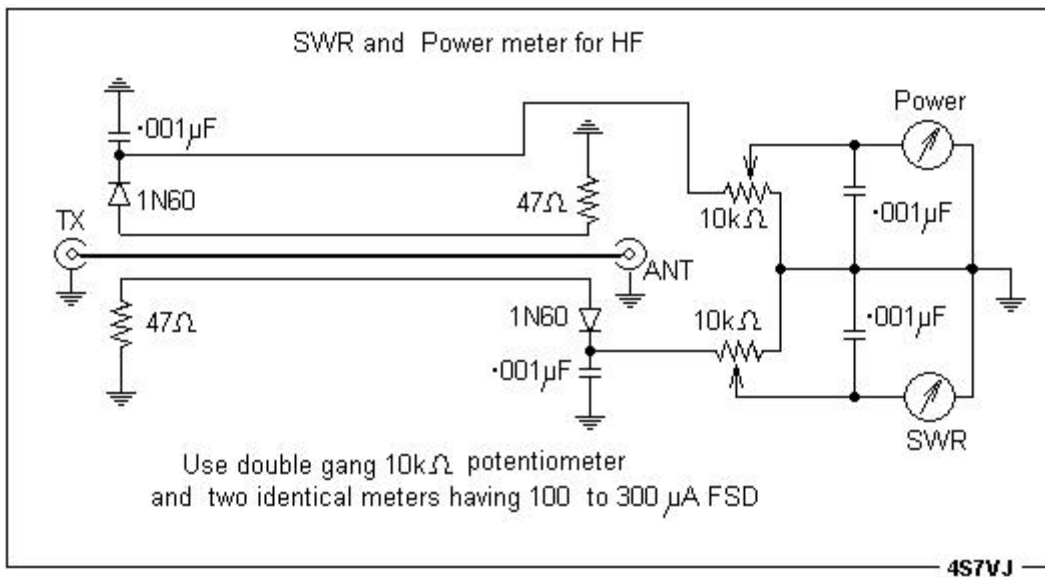 SWR and Power meter for HF
·001µF
Power
1N60
47Ω
10kΩ
·001µF
TX
ANT
47Ω
1N60
10kΩ
·001µF
·001µF
SWR
Use double gang 10kΩ potentiometer
and two identical meters having 100 to 300 µA FSD
4S7VJ